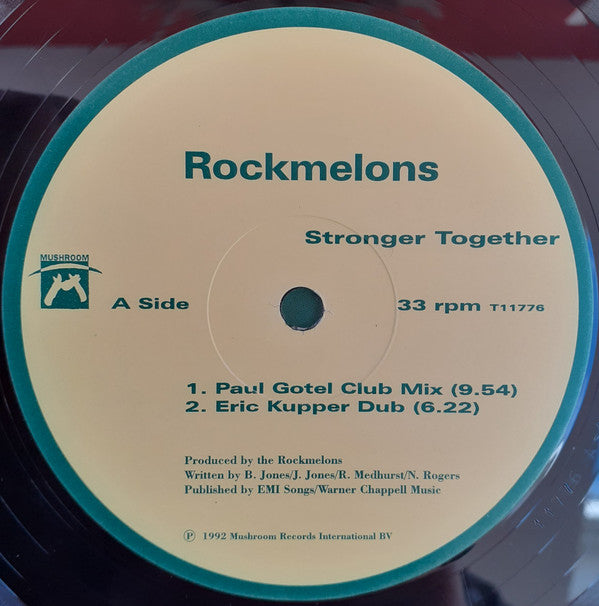 Rockmelons
Stronger Together
MUSHROOM
A Side
33 rpm T11776
1. Paul Gotel Club Mix (9.54)
2. Eric Kupper Dub (6.22)
Produced by the Rockmelons
Written by B. Jones/J. Jones/R. Medhurst/N. Rogers
Published by EMI Songs/Warner Chappell Music
Ⓟ 1992 Mushroom Records International BV